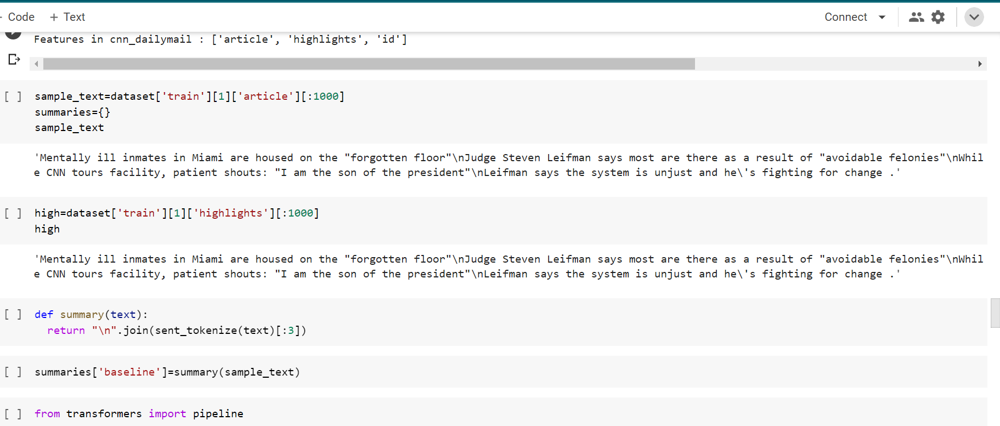 Code + Text Connect
Features in cnn_dailymail : ['article', 'highlights', 'id']
[ ] sample_text=dataset['train'][1]['article'][:1000]
summaries={}
sample_text
'Mentally ill inmates in Miami are housed on the "forgotten floor"\nJudge Steven Leifman says most are there as a result of "avoidable felonies"\nWhil
e CNN tours facility, patient shouts: "I am the son of the president"\nLeifman says the system is unjust and he\'s fighting for change .'
[ ] high=dataset['train'][1]['highlights'][:1000]
high
'Mentally ill inmates in Miami are housed on the "forgotten floor"\nJudge Steven Leifman says most are there as a result of "avoidable felonies"\nWhil
e CNN tours facility, patient shouts: "I am the son of the president"\nLeifman says the system is unjust and he\'s fighting for change .'
[ ] def summary(text):
return "\n".join(sent_tokenize(text)[:3])
[ ] summaries['baseline']=summary(sample_text)
[ ] from transformers import pipeline